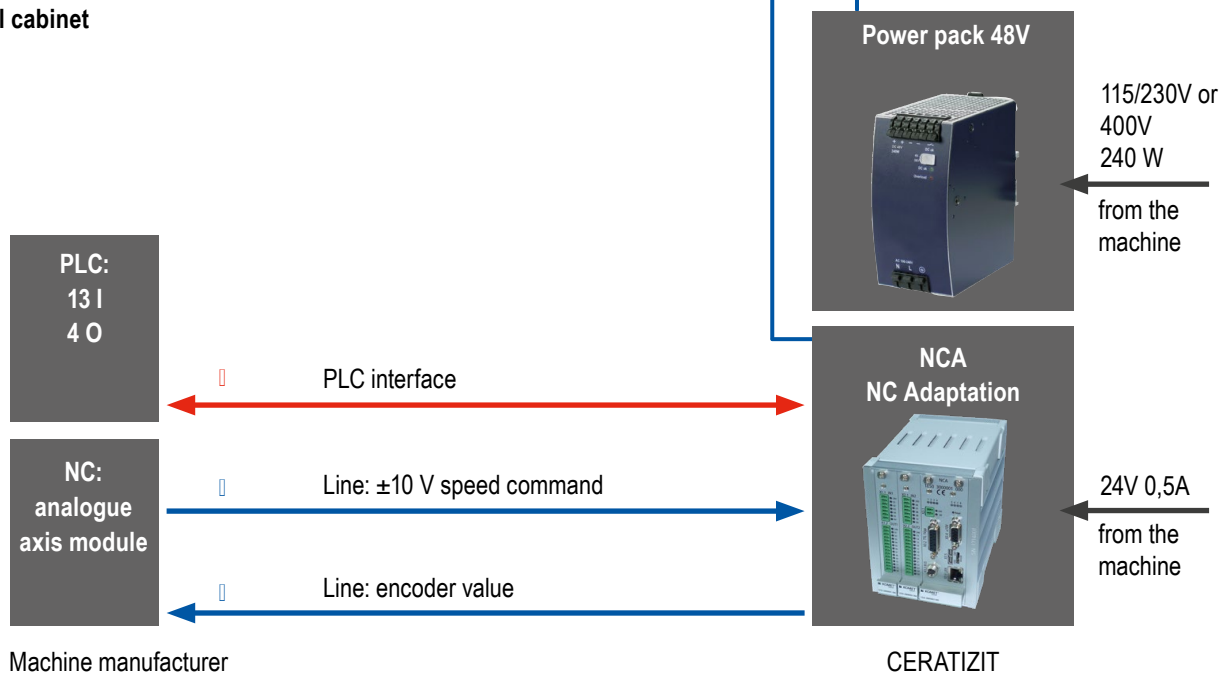 l cabinet
Power pack 48V
115/230V or
400V
240 W
from the
machine
PLC:
13 I
4 O
PLC interface
NCA
NC Adaptation
NC:
analogue
axis module
Line: ±10 V speed command
24V 0,5A
from the
machine
Line: encoder value
Machine manufacturer
CERATIZIT